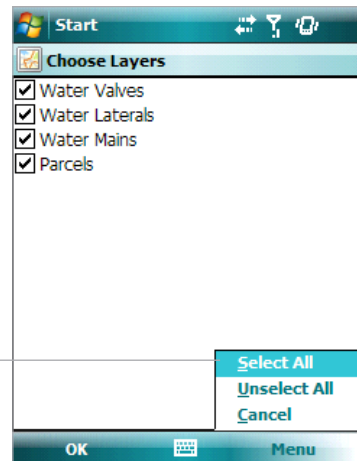 Start
Choose Layers
Water Valves
Water Laterals
Water Mains
Parcels
Select All
Unselect All
Cancel
OK Menu